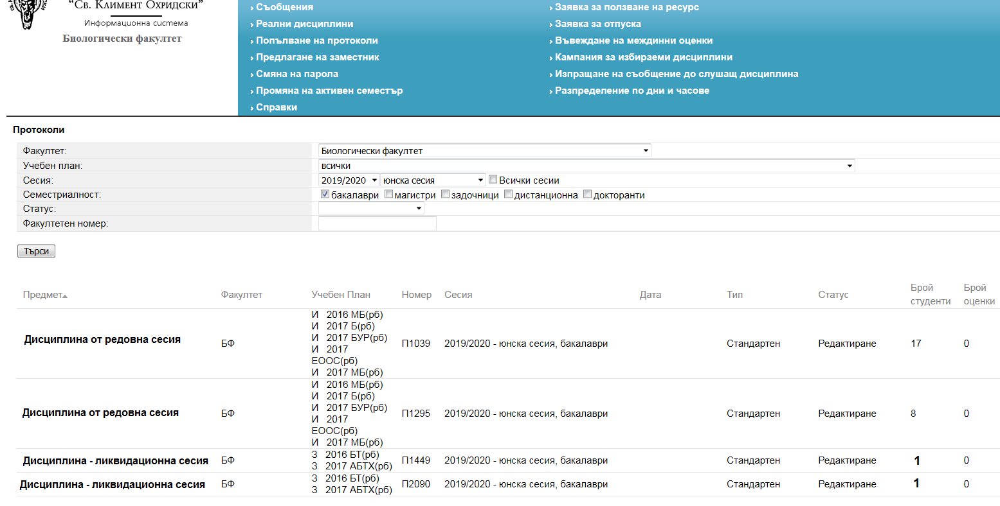 “Св. Климент Охридски”
Информационна система
Биологически факултет
› Съобщения
› Реални дисциплини
› Попълване на протоколи
› Предлагане на заместник
› Смяна на парола
› Промяна на активен семестър
› Справки
› Заявка за ползване на ресурс
› Заявка за отпуска
› Въвеждане на междинни оценки
› Кампания за избираеми дисциплини
› Изпращане на съобщение до слушащ дисциплина
› Разпределение по дни и часове
Протоколи
Факултет: Биологически факултет
Учебен план: всички
Сесия: 2019/2020 юнска сесия Всички сесии
Семестриалност: бакалаври магистри задочници дистанционна докторанти
Статус:
Факултетен номер:
Търси
Предмет Факултет Учебен План Номер Сесия Дата Тип Статус Брой студенти Брой оценки
И 2016 МБ(рб)
И 2017 Б(рб)
И 2017 БУР(рб)
Дисциплина от редовна сесия БФ П1039 2019/2020 - юнска сесия, бакалаври Стандартен Редактиране 17 0
И 2017
ЕООС(рб)
И 2017 МБ(рб)
И 2016 МБ(рб)
И 2017 Б(рб)
И 2017 БУР(рб)
Дисциплина от редовна сесия БФ П1295 2019/2020 - юнска сесия, бакалаври Стандартен Редактиране 8 0
И 2017
ЕООС(рб)
И 2017 МБ(рб)
З 2016 БТ(рб)
Дисциплина - ликвидационна сесия БФ П1449 2019/2020 - юнска сесия, бакалаври Стандартен Редактиране 1 0
З 2017 АБТХ(рб)
З 2016 БТ(рб)
Дисциплина - ликвидационна сесия БФ П2090 2019/2020 - юнска сесия, бакалаври Стандартен Редактиране 1 0
З 2017 АБТХ(рб)